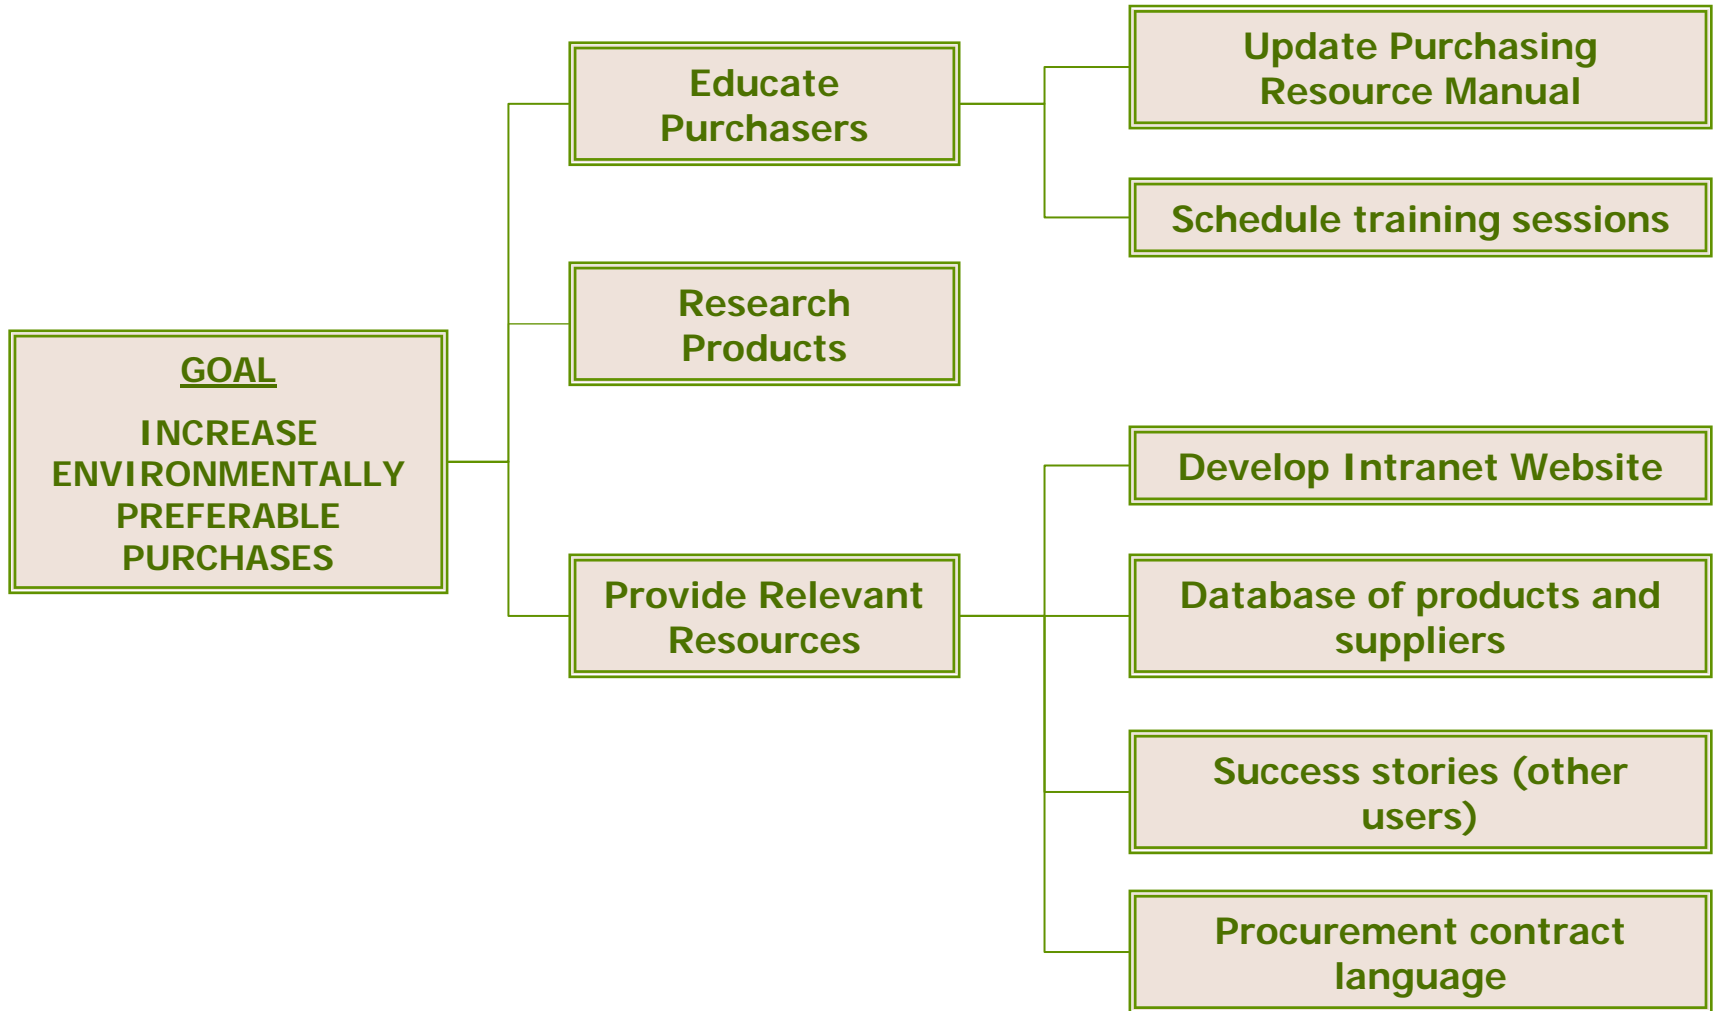 GOAL
INCREASE
ENVIRONMENTALLY
PREFERABLE
PURCHASES
Educate
Purchasers
Research
Products
Provide Relevant
Resources
Update Purchasing
Resource Manual
Schedule training sessions
Develop Intranet Website
Database of products and
suppliers
Success stories (other
users)
Procurement contract
language